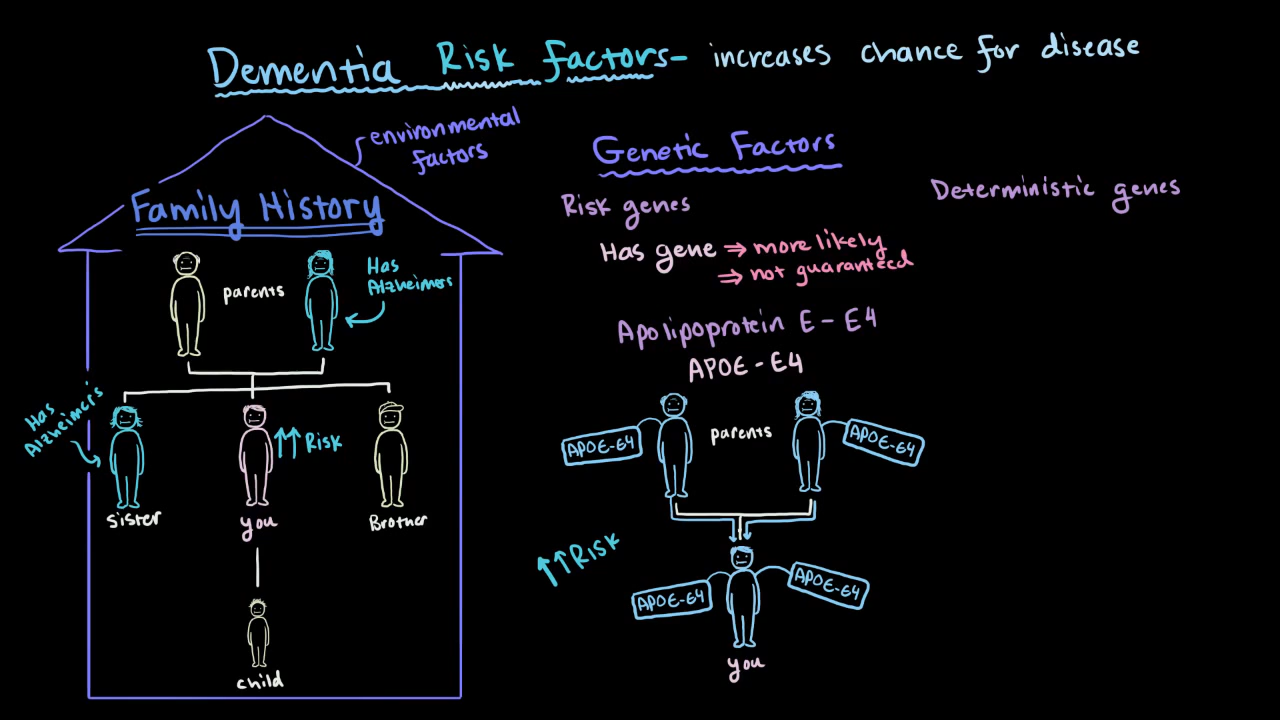 Dementia Risk Factors- increases chance for disease
environmental
factors
Family History
parents
Has
Alzheimers
Has
Alzheimers
Risk
Sister
you
Brother
child
Genetic Factors
Risk genes
Has gene ⇒ more likely
⇒ not guaranteed
Apolipoprotein E - E4
APOE - E4
parents
APOE-E4
APOE-E4
↑↑Risk
APOE-E4
APOE-E4
you
Deterministic genes